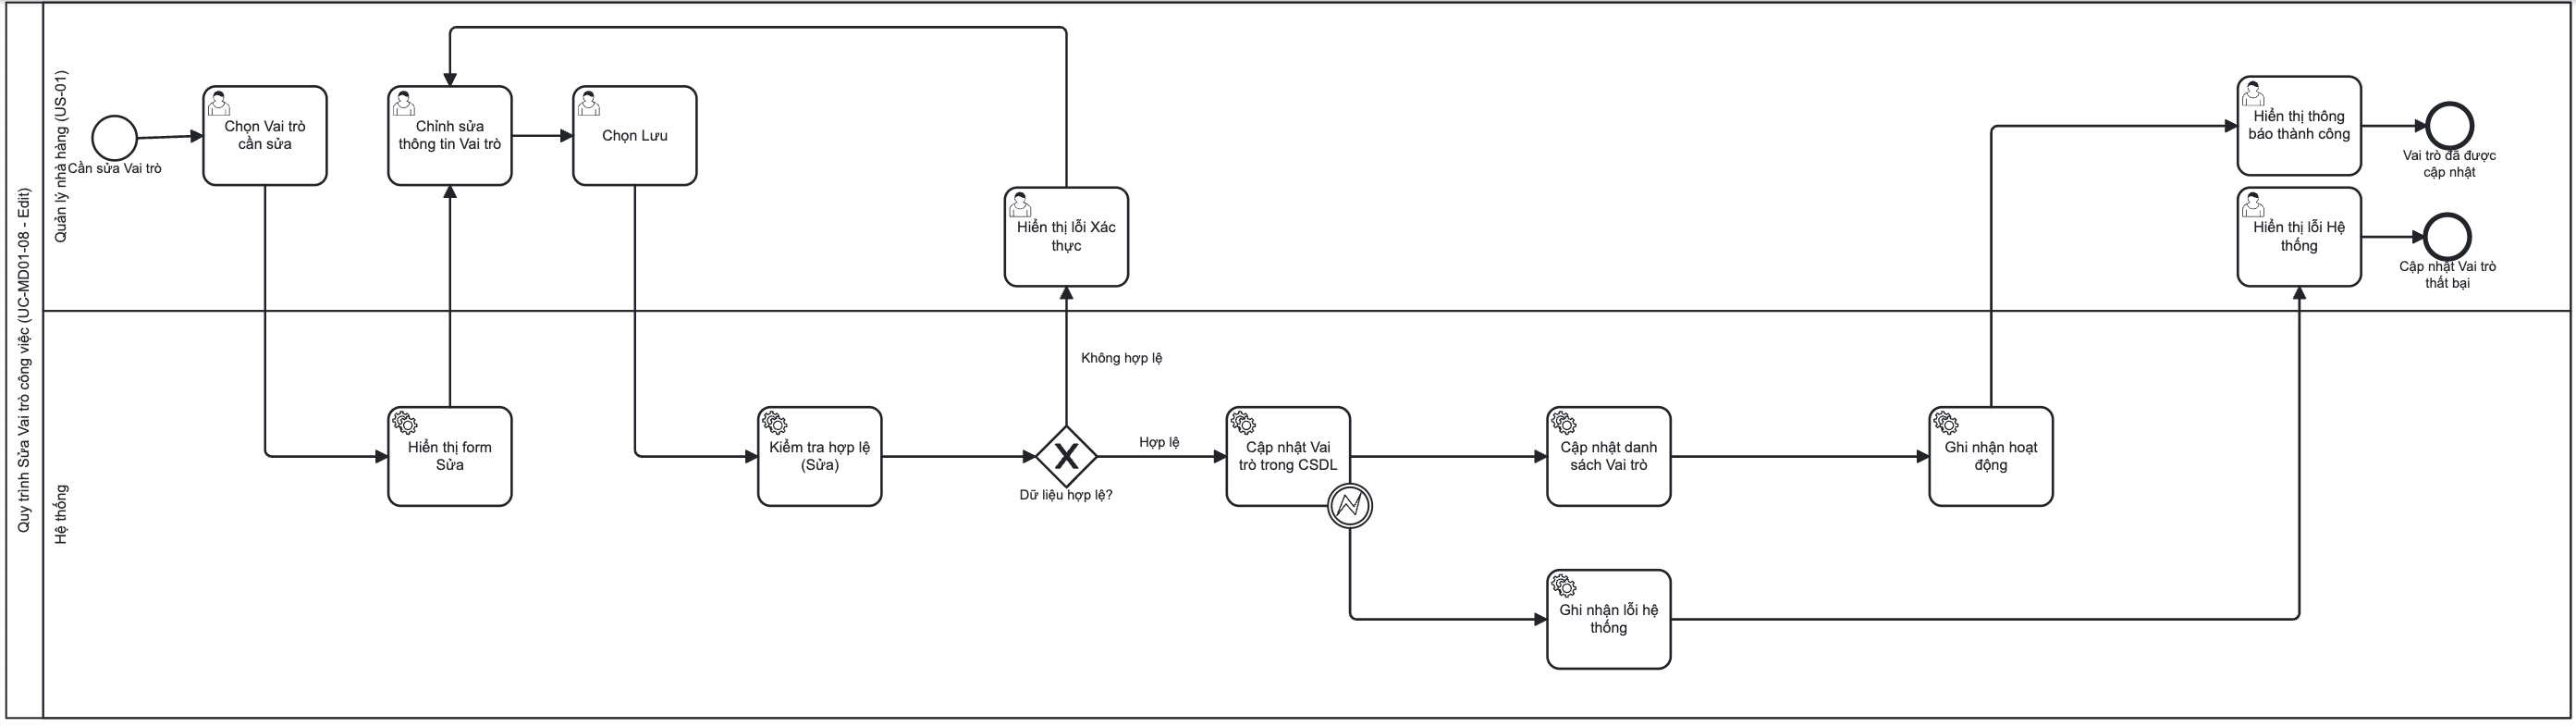 Quy trình Sửa Vai trò công việc (UC-MD01-08 - Edit)
Quản lý nhà hàng (US-01)
Cần sửa Vai trò
Chọn Vai trò
cần sửa
Chỉnh sửa
thông tin Vai trò
Chọn Lưu
Hiển thị lỗi Xác
thực
Hiển thị thông
báo thành công
Vai trò đã được
cập nhật
Hiển thị lỗi Hệ
thống
Cập nhật Vai trò
thất bại
Hệ thống
Hiển thị form
Sửa
Kiểm tra hợp lệ
(Sửa)
Không hợp lệ
Dữ liệu hợp lệ?
Hợp lệ
Cập nhật Vai
trò trong CSDL
Cập nhật danh
sách Vai trò
Ghi nhận hoạt
động
Ghi nhận lỗi hệ
thống